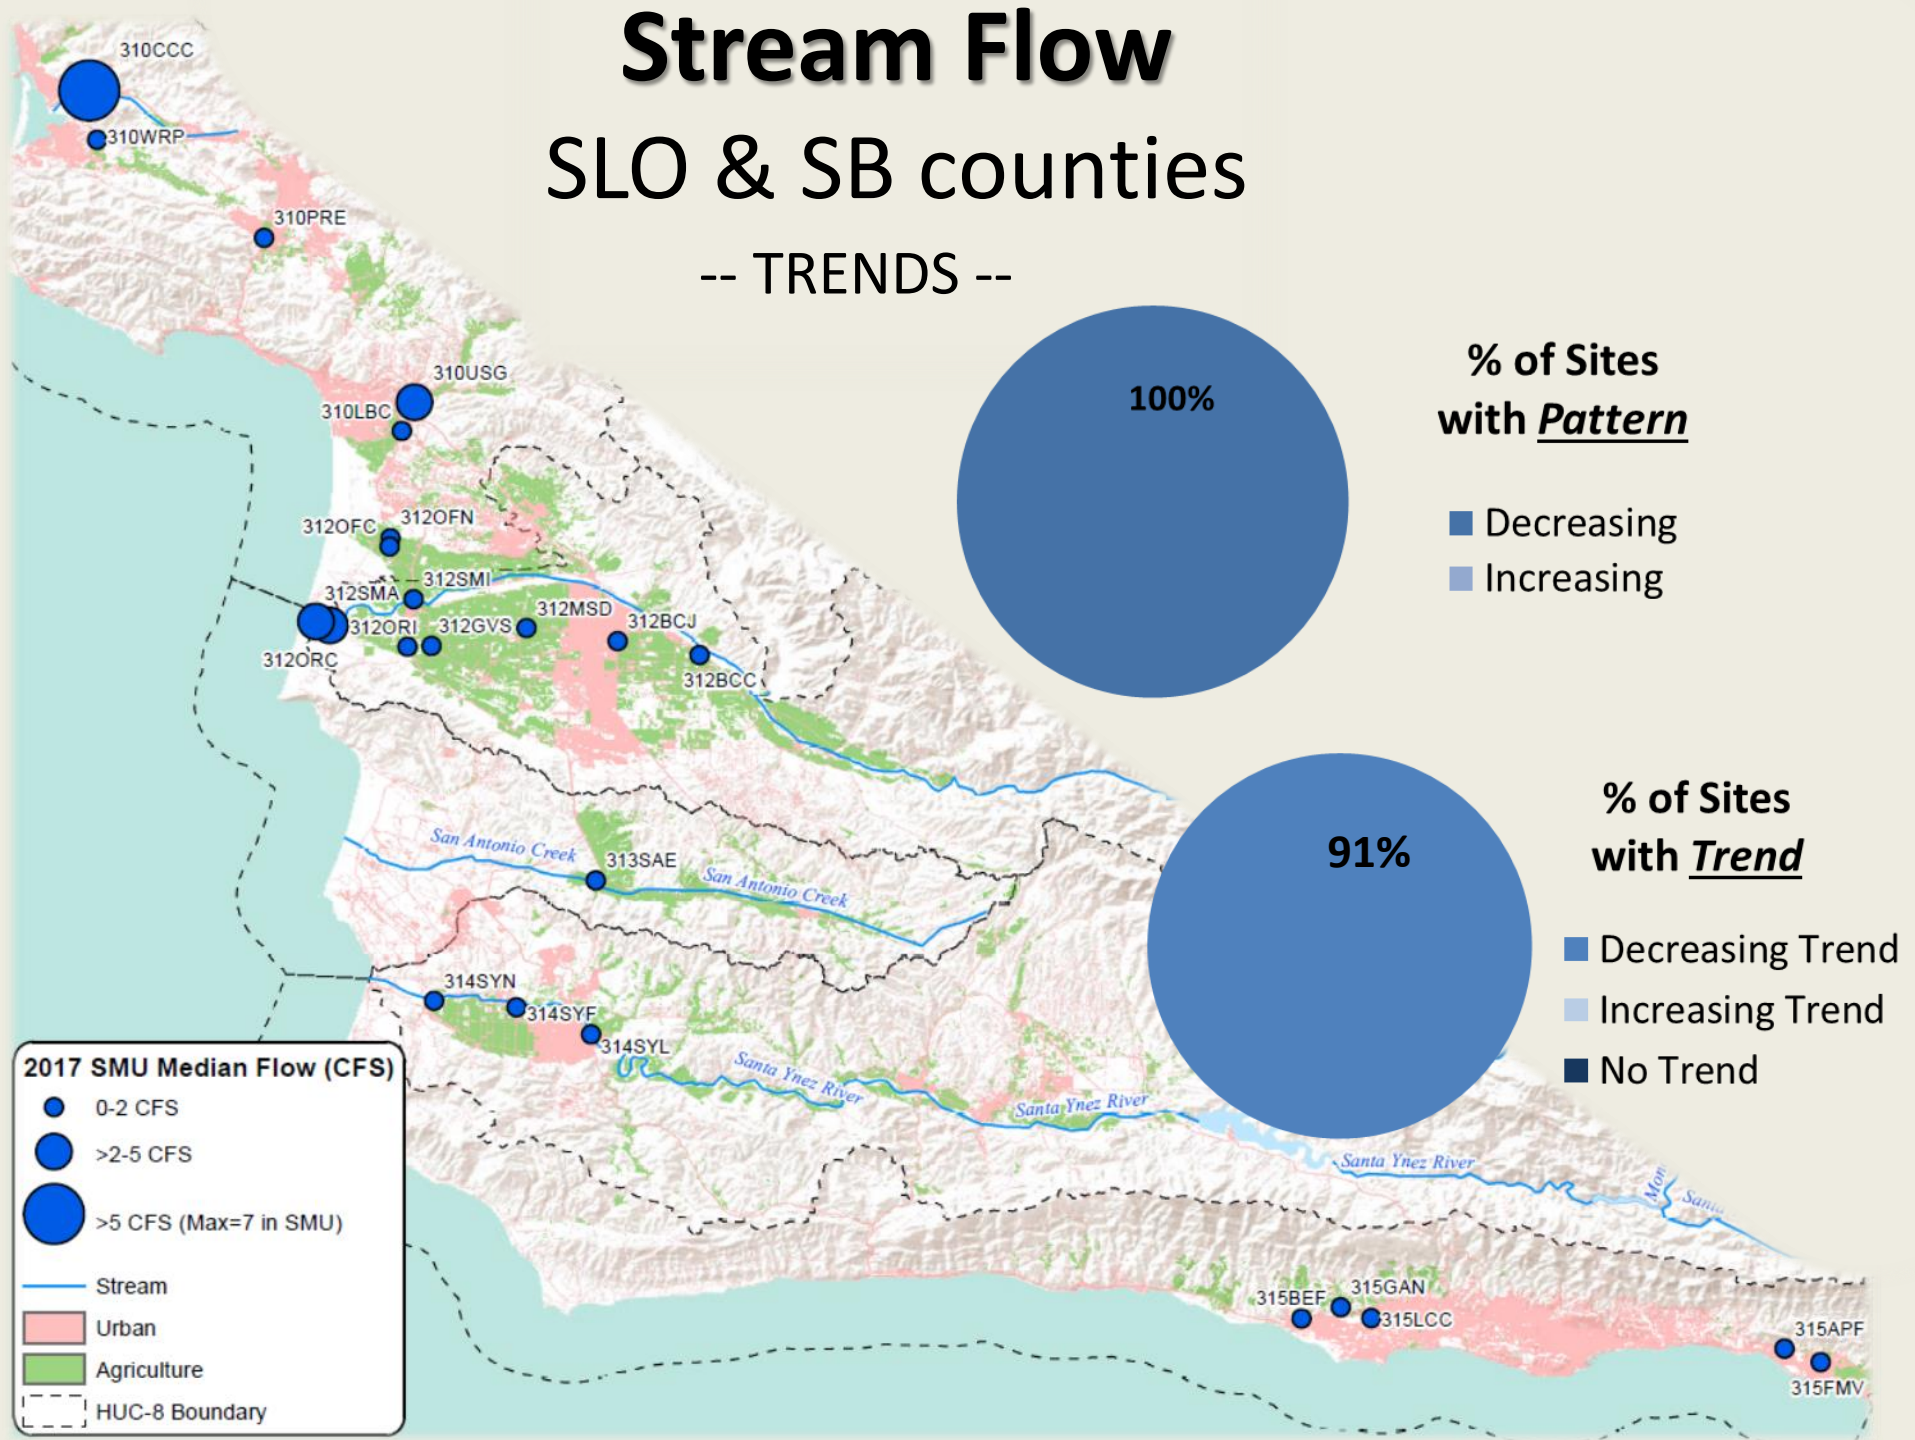 Stream Flow
SLO & SB counties
-- TRENDS --
310CCC
310WRP
310PRE
310USG
310LBC
312OFC
312OFN
312SMI
312SMA
312MSD
312ORI
312GVS
312BCJ
312ORC
312BCC
100%
% of Sites
with Pattern
Decreasing
Increasing
91%
% of Sites
with Trend
Decreasing Trend
Increasing Trend
No Trend
San Antonio Creek
313SAE
San Antonio Creek
314SYN
314SYF
314SYL
Santa Ynez River
Santa Ynez River
Santa Ynez River
Mon
Santa
315BEF
315GAN
315LCC
315APF
315FMV
2017 SMU Median Flow (CFS)
0-2 CFS
>2-5 CFS
>5 CFS (Max=7 in SMU)
Stream
Urban
Agriculture
HUC-8 Boundary